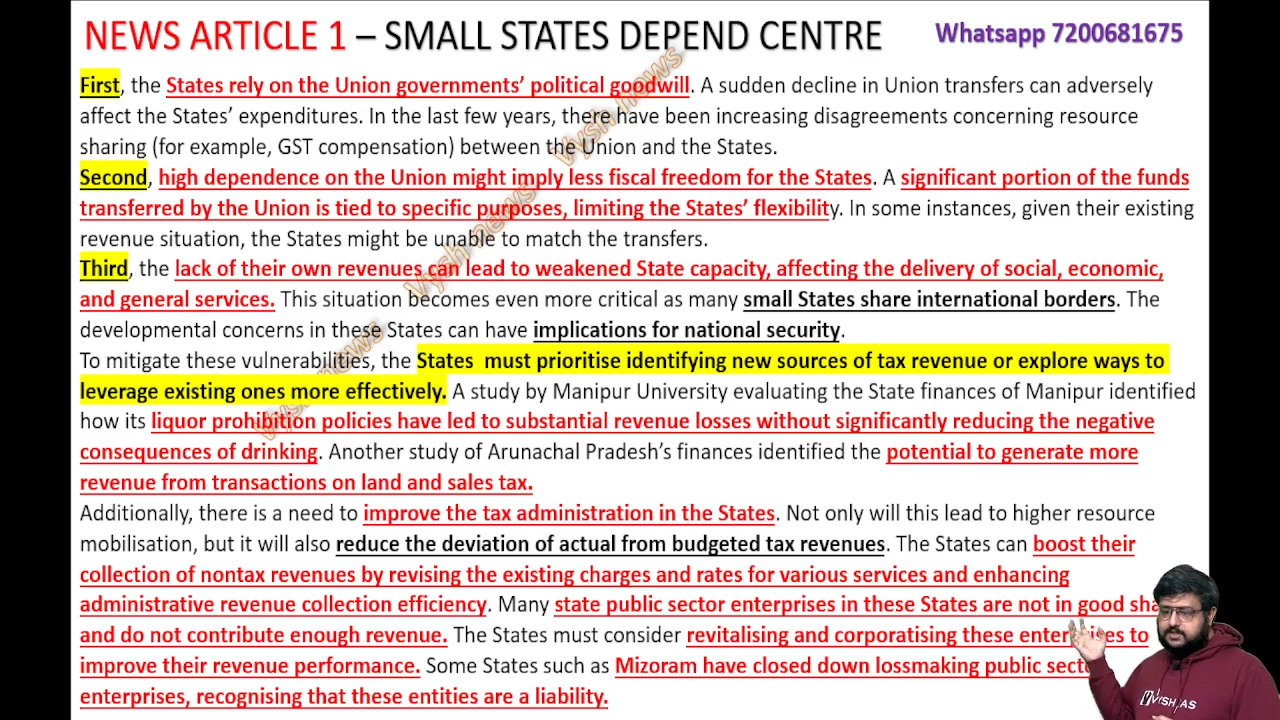 NEWS ARTICLE 1 – SMALL STATES DEPEND CENTRE
Whatsapp 7200681675
First, the States rely on the Union governments’ political goodwill. A sudden decline in Union transfers can adversely
affect the States’ expenditures. In the last few years, there have been increasing disagreements concerning resource
sharing (for example, GST compensation) between the Union and the States.
Second, high dependence on the Union might imply less fiscal freedom for the States. A significant portion of the funds
transferred by the Union is tied to specific purposes, limiting the States’ flexibility. In some instances, given their existing
revenue situation, the States might be unable to match the transfers.
Third, the lack of their own revenues can lead to weakened State capacity, affecting the delivery of social, economic,
and general services. This situation becomes even more critical as many small States share international borders. The
developmental concerns in these States can have implications for national security.
To mitigate these vulnerabilities, the States must prioritise identifying new sources of tax revenue or explore ways to
leverage existing ones more effectively. A study by Manipur University evaluating the State finances of Manipur identified
how its liquor prohibition policies have led to substantial revenue losses without significantly reducing the negative
consequences of drinking. Another study of Arunachal Pradesh’s finances identified the potential to generate more
revenue from transactions on land and sales tax.
Additionally, there is a need to improve the tax administration in the States. Not only will this lead to higher resource
mobilisation, but it will also reduce the deviation of actual from budgeted tax revenues. The States can boost their
collection of nontax revenues by revising the existing charges and rates for various services and enhancing
administrative revenue collection efficiency. Many state public sector enterprises in these States are not in good
and do not contribute enough revenue. The States must consider revitalising and corporatising these to
improve their revenue performance. Some States such as Mizoram have closed down lossmaking public
enterprises, recognising that these entities are a liability.
Vysh news
Vysh news
Vysh news